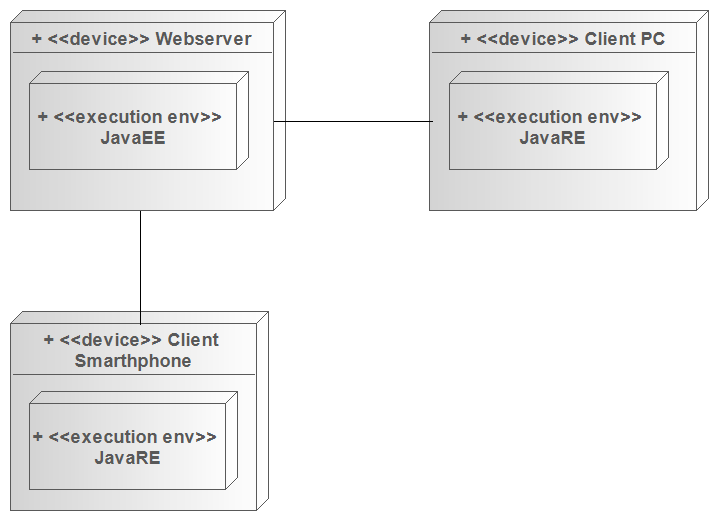 + <<device>> Webserver
+ <<execution env>>
JavaEE
+ <<device>> Client PC
+ <<execution env>>
JavaRE
+ <<device>> Client
Smarthphone
+ <<execution env>>
JavaRE